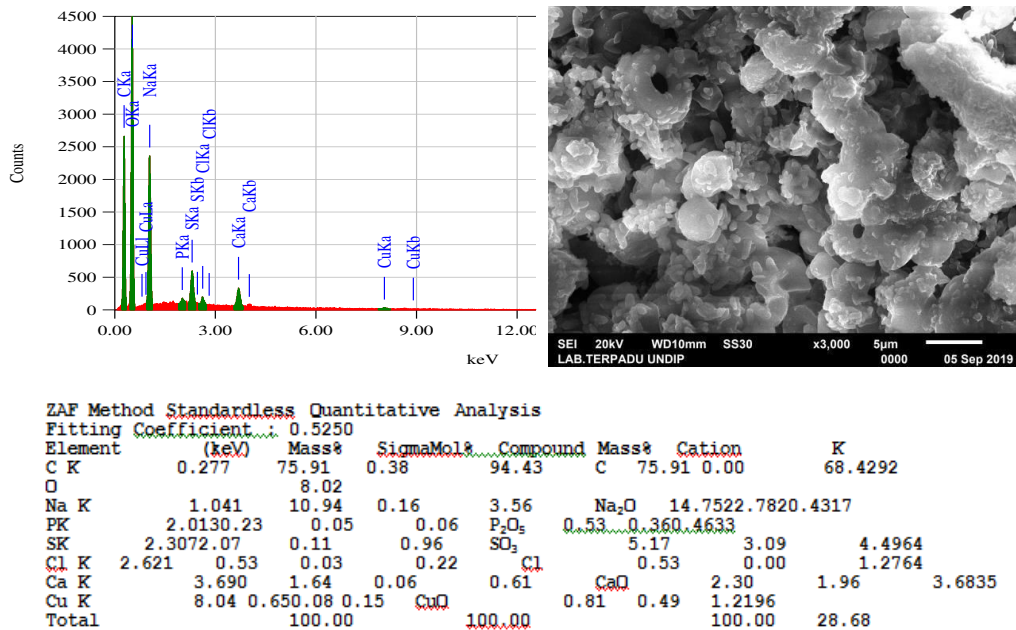 4500
4000
3500
3000
2500
2000
1500
1000
500
0
Counts
CKa
OKa
NaKa
CuLl
CuLa
PKa
SKa
SKb
ClKa
ClKb
CaKa
CaKb
CuKa
CuKb
0.00 3.00 6.00 9.00 12.00
keV
SEI 20kV WD10mm SS30 x3,000 5µm
LAB.TERPADU UNDIP 0000 05 Sep 2019
ZAF Method Standardless Quantitative Analysis
Fitting Coefficient : 0.5250
Element (keV) Mass% SigmaMol% Compound Mass% Cation K
C K 0.277 75.91 0.38 94.43 C 75.91 0.00 68.4292
O 8.02
Na K 1.041 10.94 0.16 3.56 Na₂O 14.7522.7820.4317
PK 2.0130.23 0.05 0.06 P₂O₅ 0.53 0.360.4633
SK 2.3072.07 0.11 0.96 SO₃ 5.17 3.09 4.4964
Cl K 2.621 0.53 0.03 0.22 Cl 0.53 0.00 1.2764
Ca K 3.690 1.64 0.06 0.61 CaO 2.30 1.96 3.6835
Cu K 8.04 0.650.08 0.15 CuO 0.81 0.49 1.2196
Total 100.00 100.00 100.00 28.68